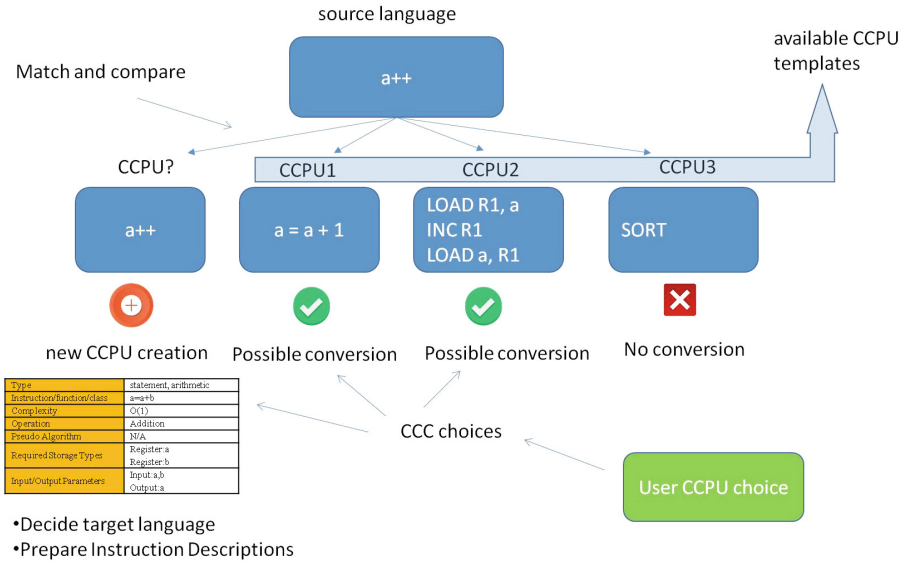 source language
available CCPU
templates
a++
Match and compare
CCPU?
CCPU1
CCPU2
CCPU3
a++
a = a + 1
LOAD R1, a
INC R1
LOAD a, R1
SORT
new CCPU creation
Possible conversion
Possible conversion
No conversion
Type statement, arithmetic
Instruction/function/class a=a+b
Complexity O(1)
Operation Addition
Pseudo Algorithm N/A
Required Storage Types Register:a
Register:b
Input/Output Parameters Input:a,b
Output:a
CCC choices
User CCPU choice
•Decide target language
•Prepare Instruction Descriptions